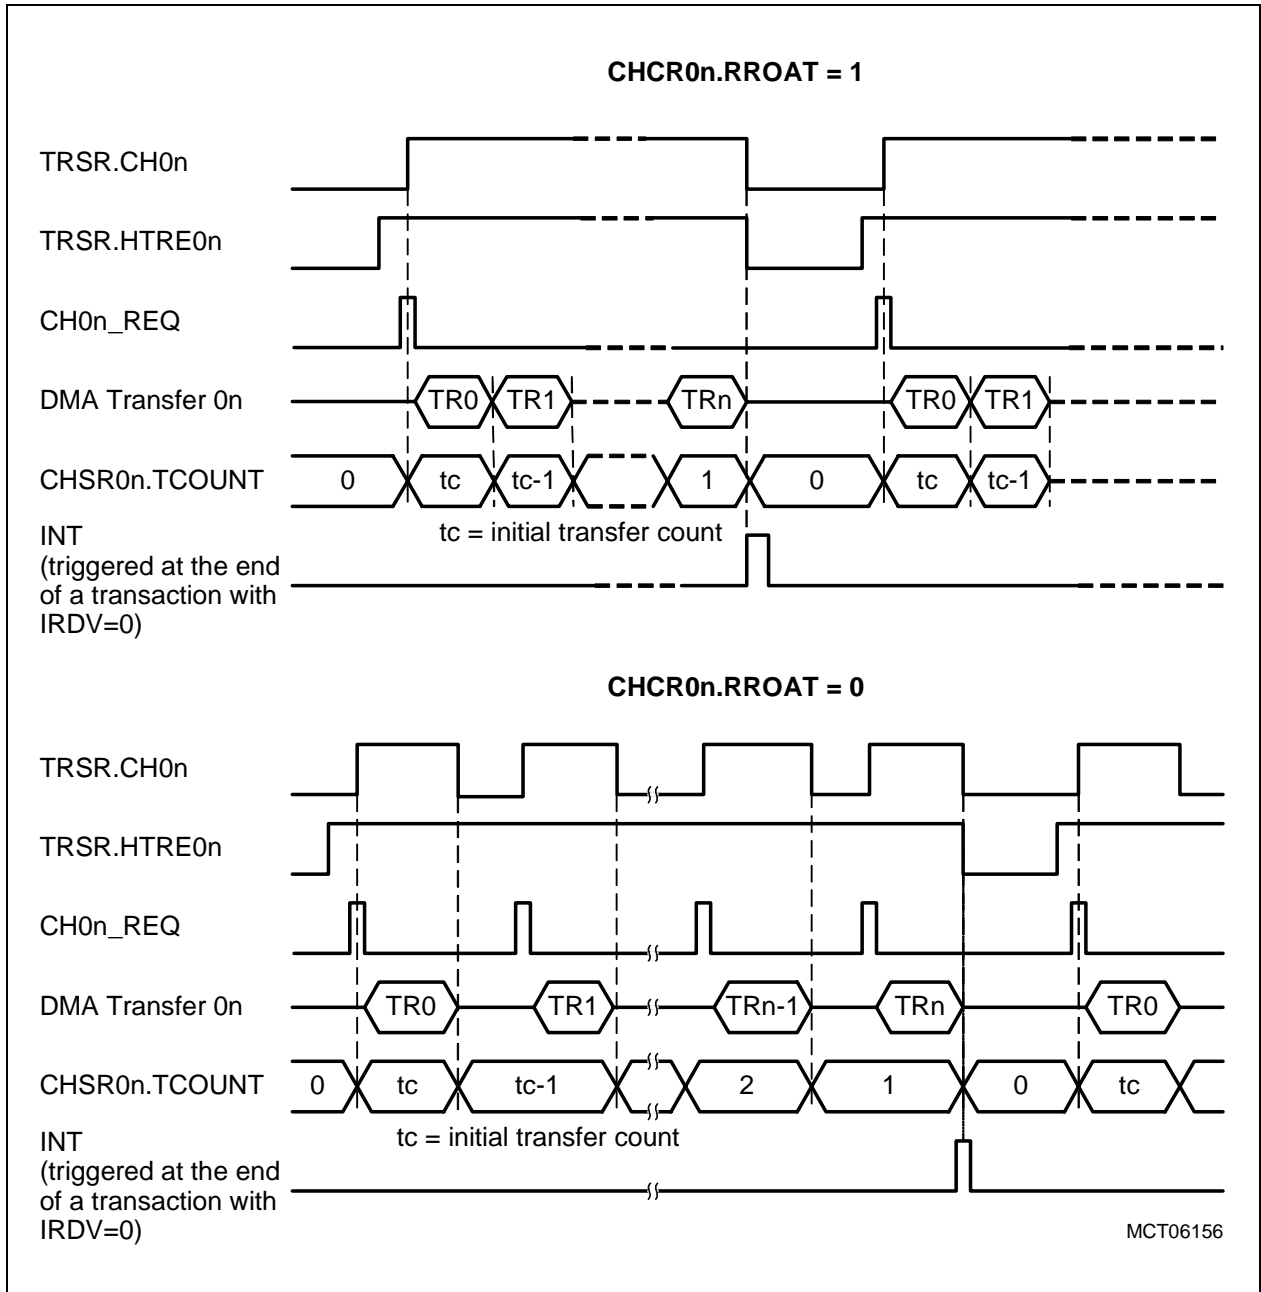 CHCR0n.RROAT = 1
TRSR.CH0n
TRSR.HTRE0n
CH0n_REQ
DMA Transfer 0n
TR0 TR1 TRn TR0 TR1
CHSR0n.TCOUNT
0 tc tc-1 1 0 tc tc-1
tc = initial transfer count
INT
(triggered at the end
of a transaction with
IRDV=0)
CHCR0n.RROAT = 0
TRSR.CH0n
TRSR.HTRE0n
CH0n_REQ
DMA Transfer 0n
TR0 TR1 TRn-1 TRn TR0
CHSR0n.TCOUNT
0 tc tc-1 2 1 0 tc
tc = initial transfer count
INT
(triggered at the end
of a transaction with
IRDV=0)
MCT06156